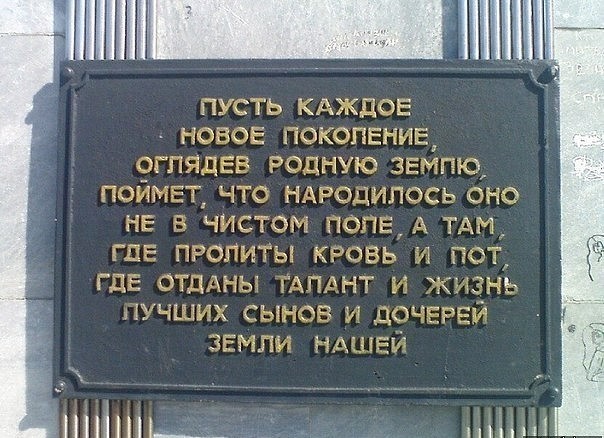 ПУСТЬ КАЖДОЕ
НОВОЕ ПОКОЛЕНИЕ,
ОГЛЯДЕВ РОДНУЮ ЗЕМЛЮ,
ПОЙМЕТ, ЧТО НАРОДИЛОСЬ ОНО
НЕ В ЧИСТОМ ПОЛЕ, А ТАМ,
ГДЕ ПРОЛИТЫ КРОВЬ И ПОТ,
ГДЕ ОТДАНЫ ТАЛАНТ И ЖИЗНЬ
ЛУЧШИХ СЫНОВ И ДОЧЕРЕЙ
ЗЕМЛИ НАШЕЙ